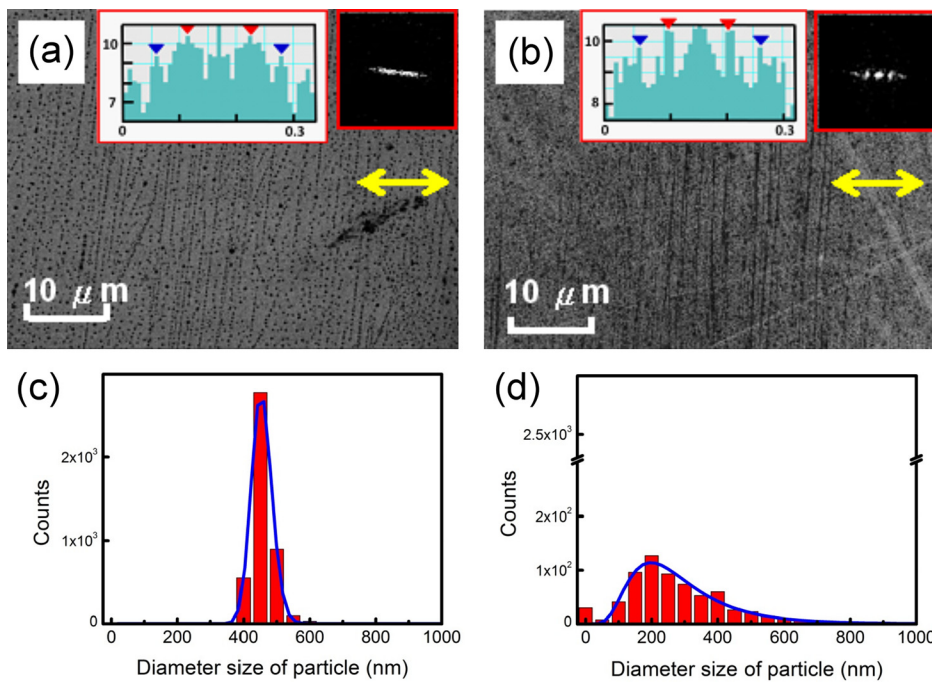 (a)
10
7
0
0.3
10 μm
(b)
10
8
0
0.3
10 μm
(c)
2x10³
1x10³
0
Counts
0 200 400 600 800 1000
Diameter size of particle (nm)
(d)
2.5x10³
2x10²
1x10²
0
Counts
0 200 400 600 800 1000
Diameter size of particle (nm)